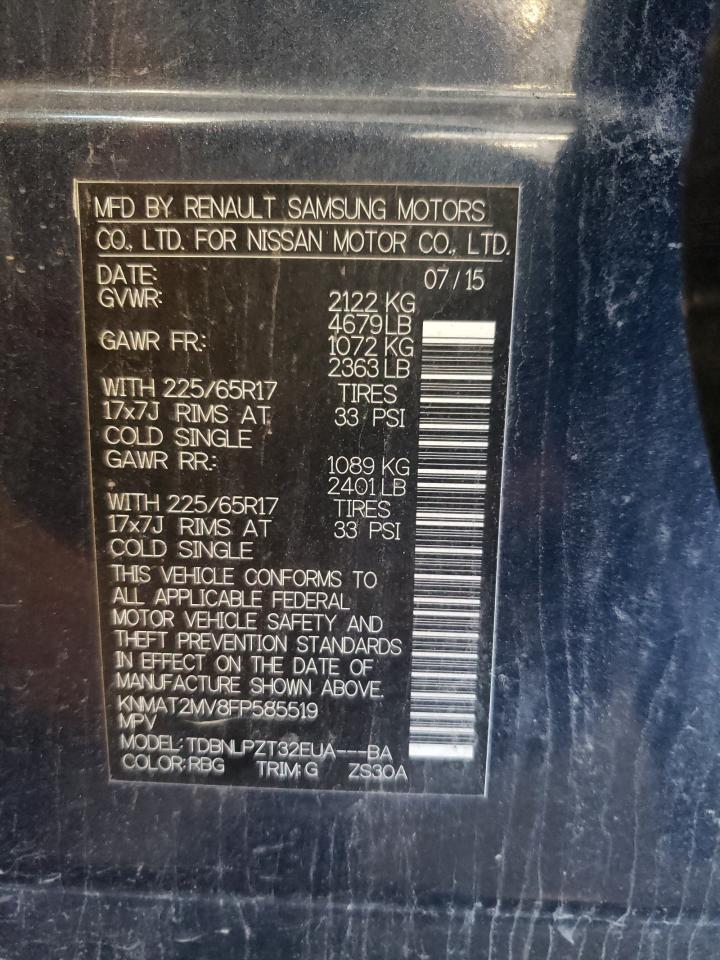 MFD BY RENAULT SAMSUNG MOTORS
CO., LTD. FOR NISSAN MOTOR CO., LTD.
DATE: 07/15
GVWR: 2122 KG
4679LB
GAWR FR.: 1072 KG
2363 LB
WITH 225/65R17 TIRES
17x7J RIMS AT 33 PSI
COLD SINGLE
GAWR RR.: 1089 KG
2401LB
WITH 225/65R17 TIRES
17x7J RIMS AT 33 PSI
COLD SINGLE
THIS VEHICLE CONFORMS TO
ALL APPLICABLE FEDERAL
MOTOR VEHICLE SAFETY AND
THEFT PREVENTION STANDARDS
IN EFFECT ON THE DATE OF
MANUFACTURE SHOWN ABOVE.
KNMAT2MV8FP585519
MPV
MODEL: TDBNLPZT32EUA---BA
COLOR:RBG TRIM:G ZS30A